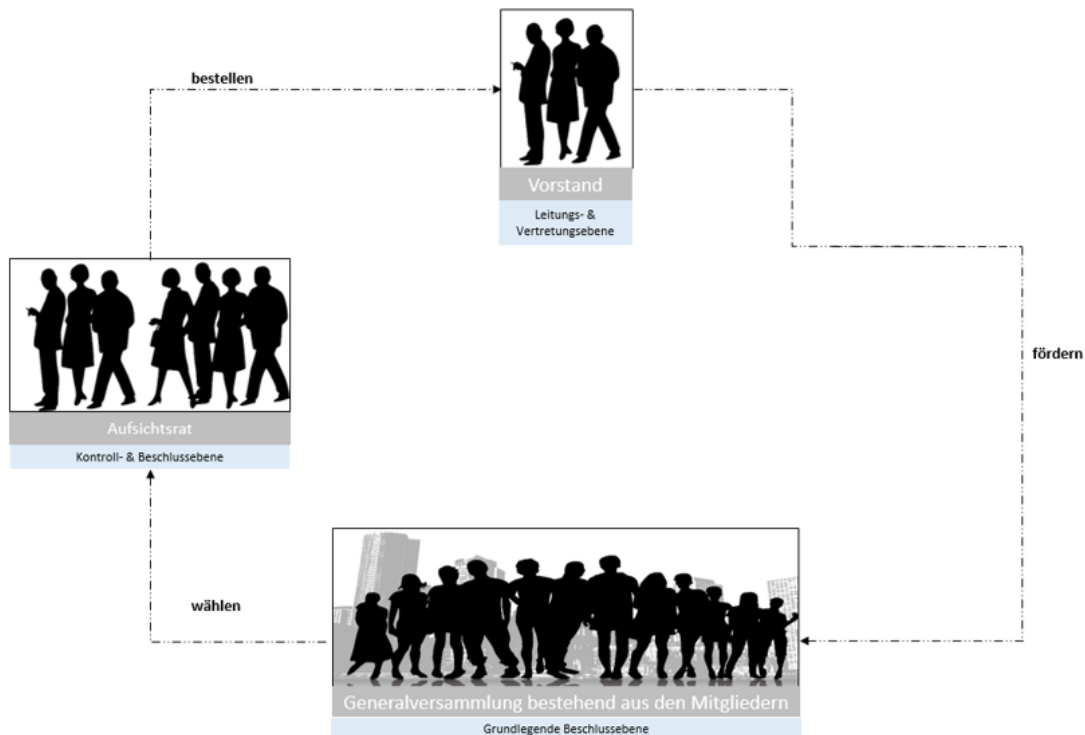 bestellen
Vorstand
Leitungs- &
Vertretungsebene
fördern
Aufsichtsrat
Kontroll- & Beschlussebene
wählen
Generalversammlung bestehend aus den Mitgliedern
Grundlegende Beschlussebene